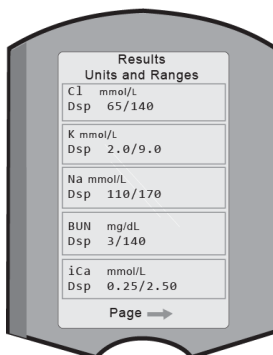 Results
Units and Ranges
Cl mmol/L
Dsp 65/140
K mmol/L
Dsp 2.0/9.0
Na mmol/L
Dsp 110/170
BUN mg/dL
Dsp 3/140
iCa mmol/L
Dsp 0.25/2.50
Page